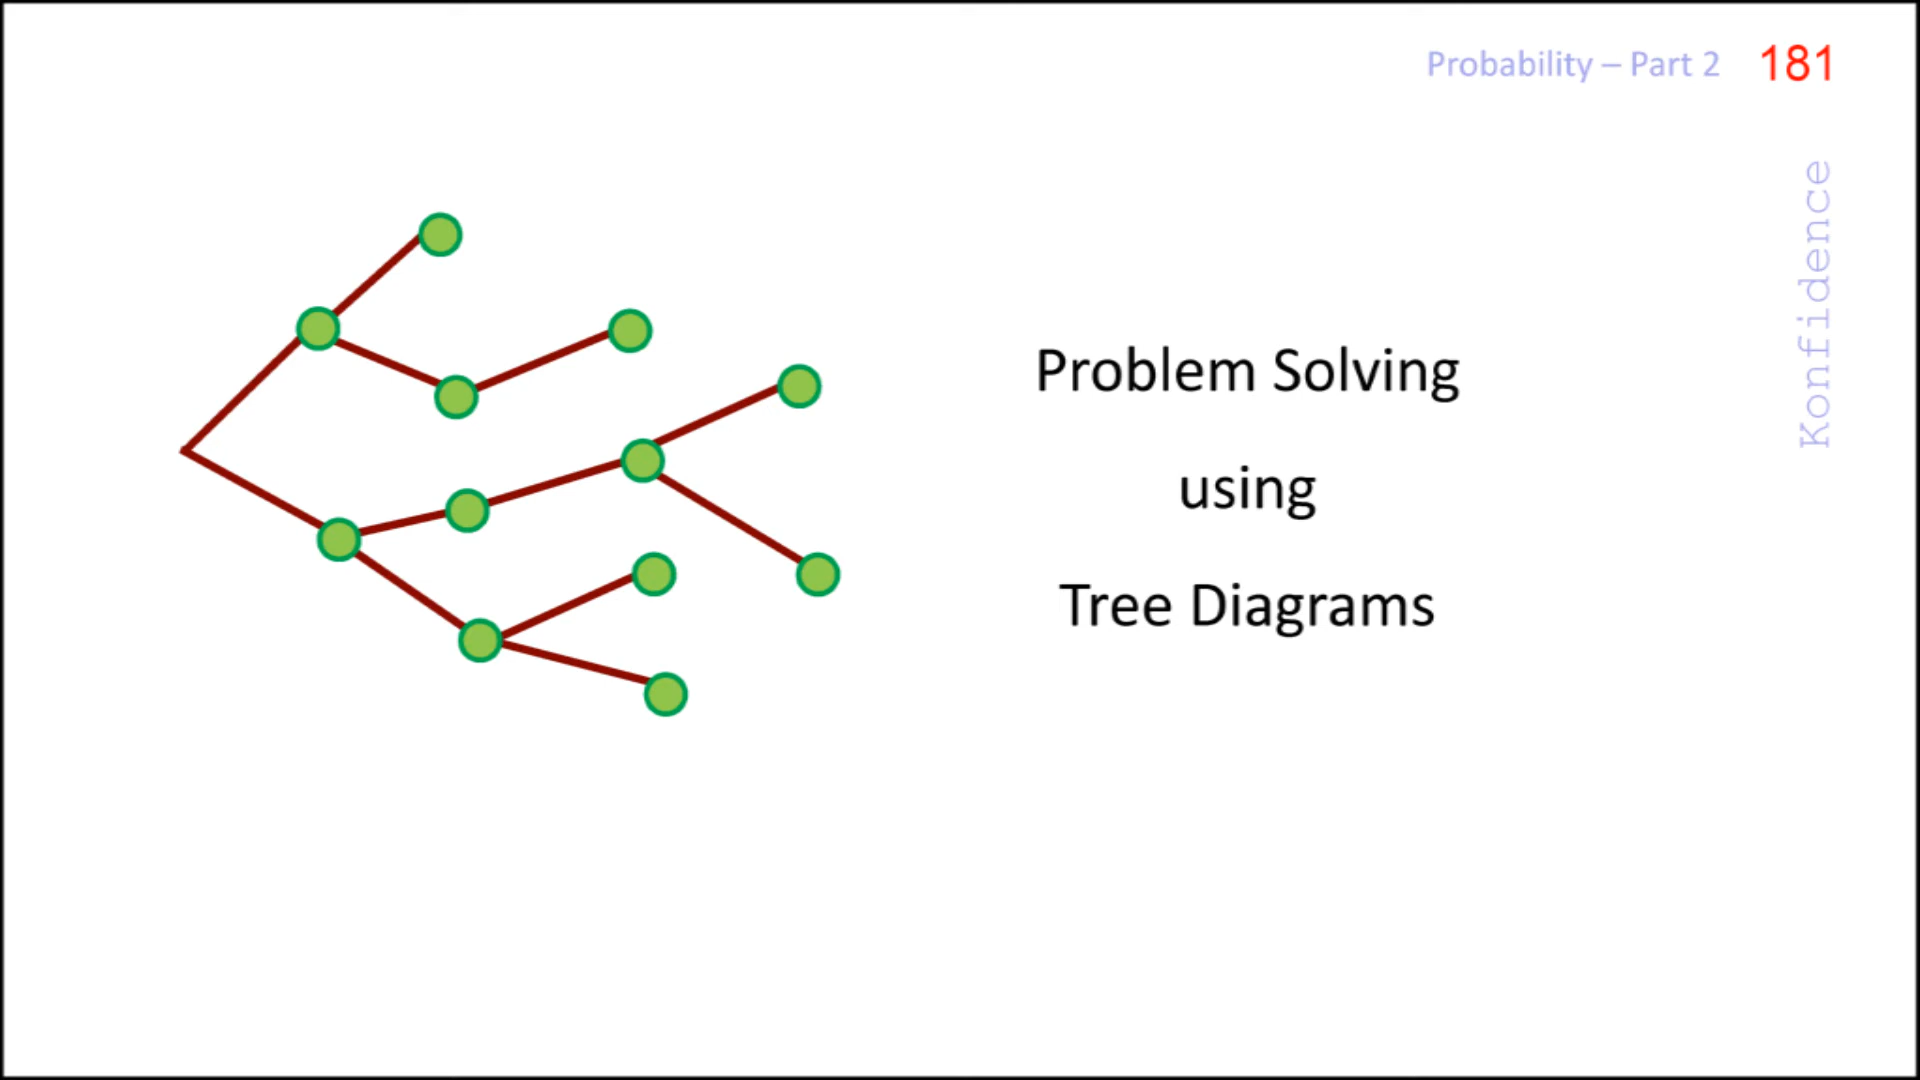 Probability – Part 2 181
Konfidence
Problem Solving
using
Tree Diagrams